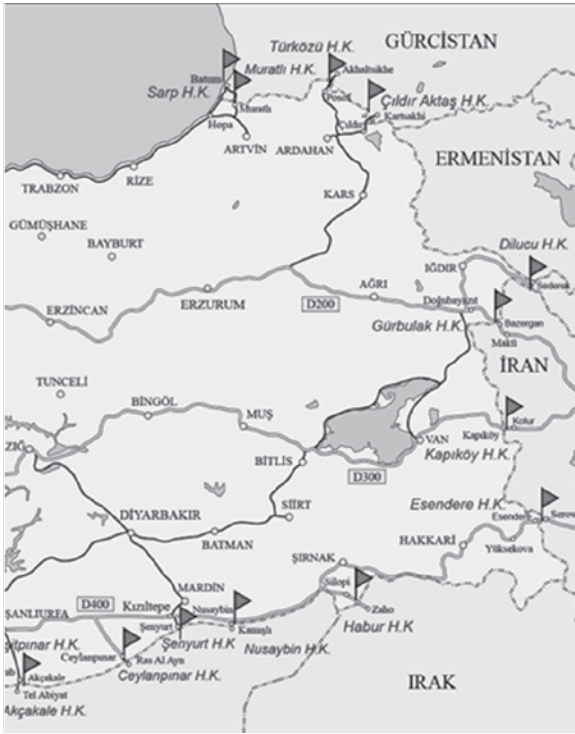 GÜRCİSTAN
Türközü H.K.
Batum
Muratlı H.K.
Akhaltsikhe
Sarp H.K.
Posof
Çıldır Aktaş H.K.
Muratlı
Kartsakhi
Hopa
Çıldır
ARTVİN
ARDAHAN
ERMENİSTAN
TRABZON
RİZE
KARS
GÜMÜŞHANE
BAYBURT
Dilucu H.K.
IĞDIR
Sederek
AĞRI
ERZURUM
D200
Doğubayazıt
ERZİNCAN
Gürbulak H.K.
Bazergan
Makü
İRAN
TUNCELİ
BİNGÖL
MUŞ
Kotur
Kapıköy
VAN
ZIĞ
Kapıköy H.K.
BİTLİS
D300
Esendere H.K.
SİİRT
DİYARBAKIR
Esendere
Serow
BATMAN
HAKKARİ
Yüksekova
ŞIRNAK
MARDİN
Silopi
D400
Kızıltepe
Nusaybin
Zaho
ŞANLIURFA
Şenyurt
Kamışlı
Habur H.K
Şenyurt H.K
Nusaybin H.K.
Ceylanpınar
Ras Al Ayn
Ceylanpınar H.K.
Akçakale
Tel Abiyat
IRAK
Akçakale H.K.